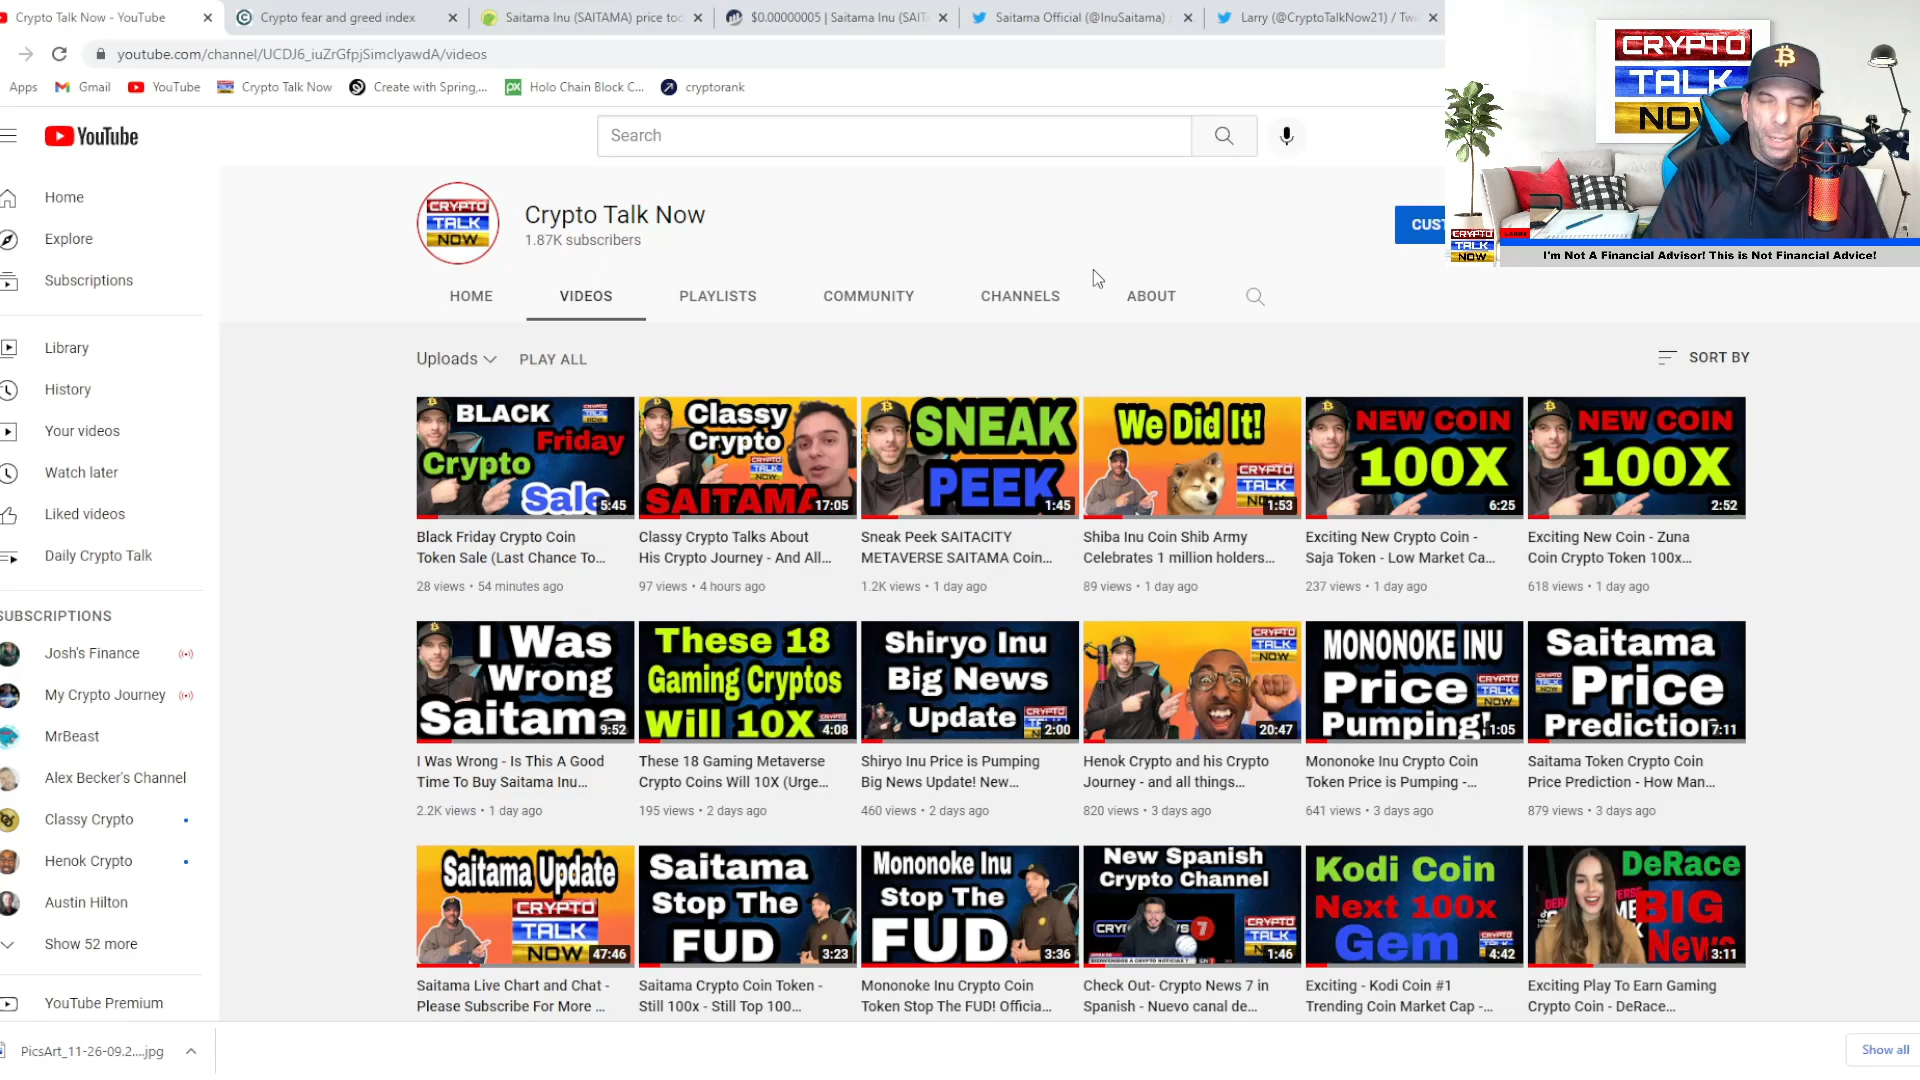 Crypto Talk Now - YouTube
Crypto fear and greed index
Saitama Inu (SAITAMA) price tod
$0.00000005 | Saitama Inu (SAIT
Saitama Official (@InuSaitama) /
Larry (@CryptoTalkNow21) / Twi
youtube.com/channel/UCDJ6_iuZrGfpjSimclyawdA/videos
Apps
Gmail
YouTube
Crypto Talk Now
Create with Spring,...
Holo Chain Block C...
cryptorank
CRYPTO
TALK
NOW
CRYPTO
TALK
NOW
LARRY
I'm Not A Financial Advisor! This is Not Financial Advice!
YouTube
Search
Home
Explore
Subscriptions
Library
History
Your videos
Watch later
Liked videos
Daily Crypto Talk
SUBSCRIPTIONS
Josh's Finance
My Crypto Journey
MrBeast
Alex Becker's Channel
Classy Crypto
Henok Crypto
Austin Hilton
Show 52 more
YouTube Premium
CRYPTO
TALK
NOW
Crypto Talk Now
1.87K subscribers
CUST
HOME
VIDEOS
PLAYLISTS
COMMUNITY
CHANNELS
ABOUT
Uploads
PLAY ALL
SORT BY
BLACK
Friday
Crypto
Sale
5:45
Black Friday Crypto Coin
Token Sale (Last Chance To...
28 views • 54 minutes ago
Classy
Crypto
SAITAMA
17:05
Classy Crypto Talks About
His Crypto Journey - And All...
97 views • 4 hours ago
SNEAK
PEEK
1:45
Sneak Peek SAITACITY
METAVERSE SAITAMA Coin...
1.2K views • 1 day ago
We Did It!
CRYPTO
TALK
1:53
Shiba Inu Coin Shib Army
Celebrates 1 million holders...
89 views • 1 day ago
NEW COIN
100X
6:25
Exciting New Crypto Coin -
Saja Token - Low Market Ca...
237 views • 1 day ago
NEW COIN
100X
2:52
Exciting New Coin - Zuna
Coin Crypto Token 100x...
618 views • 1 day ago
I Was
Wrong
Saitama
9:52
I Was Wrong - Is This A Good
Time To Buy Saitama Inu...
2.2K views • 1 day ago
These 18
Gaming Cryptos
Will 10X
4:08
These 18 Gaming Metaverse
Crypto Coins Will 10X (Urge...
195 views • 2 days ago
Shiryo Inu
Big News
Update
2:00
Shiryo Inu Price is Pumping
Big News Update! New...
460 views • 2 days ago
CRYPTO
TALK
NOW
20:47
Henok Crypto and his Crypto
Journey - and all things...
820 views • 3 days ago
MONONOKE INU
Price
Pumping!
1:05
Mononoke Inu Crypto Coin
Token Price is Pumping -...
641 views • 3 days ago
Saitama
Price
Prediction
7:11
Saitama Token Crypto Coin
Price Prediction - How Man...
879 views • 3 days ago
Saitama Update
CRYPTO
TALK
NOW
47:46
Saitama Live Chart and Chat -
Please Subscribe For More ...
Saitama
Stop The
FUD
3:23
Saitama Crypto Coin Token -
Still 100x - Still Top 100...
Mononoke Inu
Stop The
FUD
3:36
Mononoke Inu Crypto Coin
Token Stop The FUD! Officia...
New Spanish
Crypto Channel
7
CRYPTO
TALK
BIENVENIDOS A CRYPTO NOTICIAS 7
1:46
Check Out- Crypto News 7 in
Spanish - Nuevo canal de...
Kodi Coin
Next 100x
Gem
4:42
Exciting - Kodi Coin #1
Trending Coin Market Cap -...
DeRace
BIG
News
3:11
Exciting Play To Earn Gaming
Crypto Coin - DeRace...
PicsArt_11-26-09.2....jpg
Show all